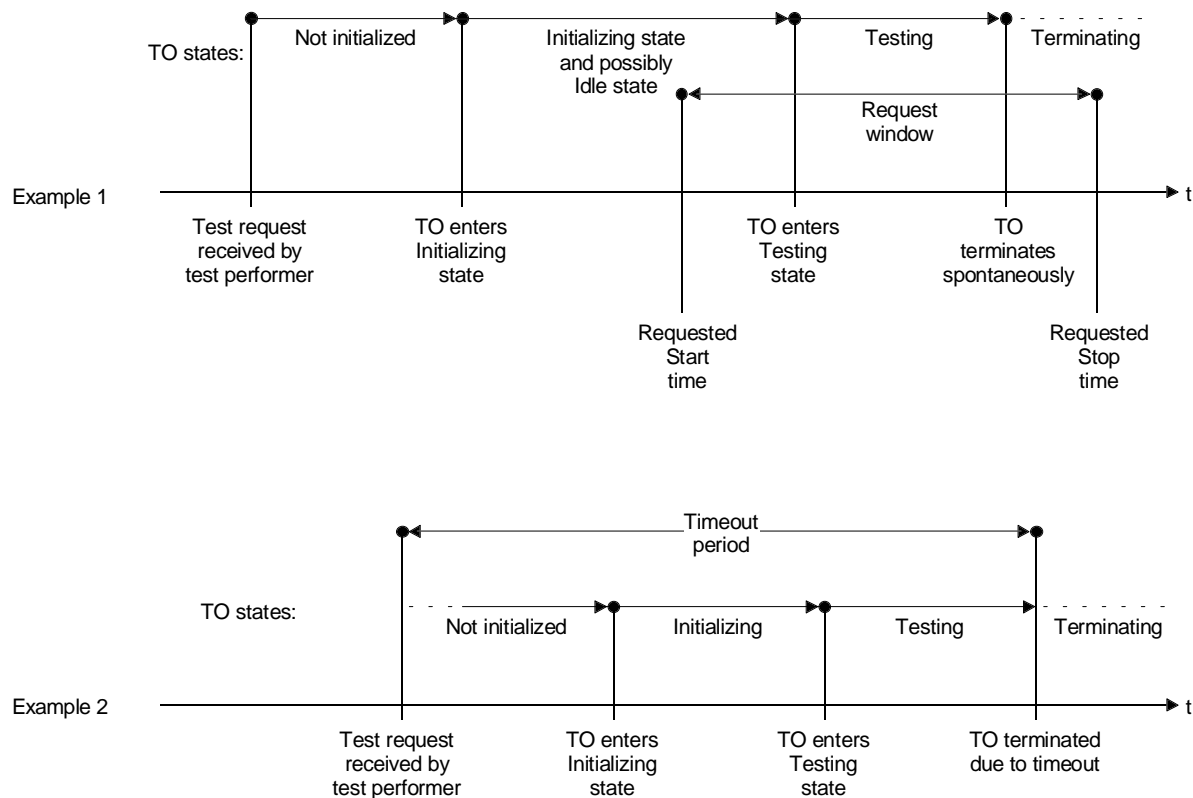 TO states:
Not initialized
Initializing state
and possibly
Idle state
Testing
Terminating
Request
window
Example 1
t
Test request
received by
test performer
TO enters
Initializing
state
TO enters
Testing
state
TO
terminates
spontaneously
Requested
Start
time
Requested
Stop
time
Timeout
period
TO states:
Not initialized
Initializing
Testing
Terminating
Example 2
t
Test request
received by
test performer
TO enters
Initializing
state
TO enters
Testing
state
TO terminated
due to timeout